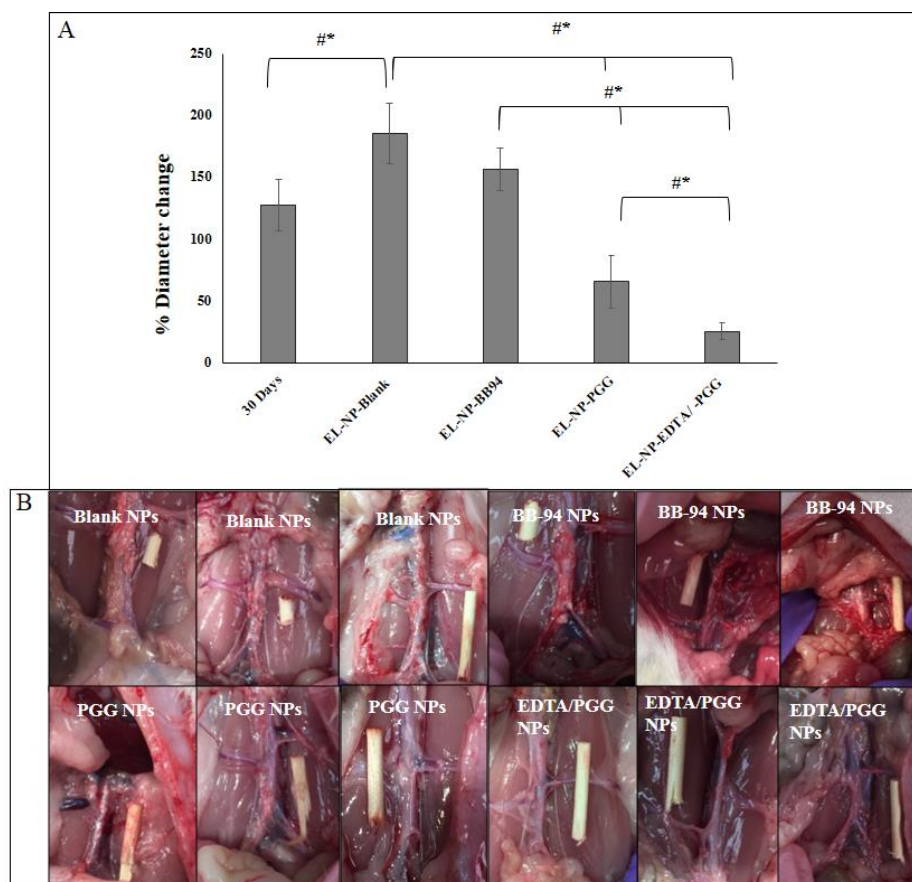 A
#*
#*
#*
#*
250
200
150
100
50
0
% Diameter change
30 Days
EL-NP-Blank
EL-NP-BB94
EL-NP-PGG
EL-NP-EDTA/ -PGG
B
Blank NPs
Blank NPs
Blank NPs
BB-94 NPs
BB-94 NPs
BB-94 NPs
PGG NPs
PGG NPs
PGG NPs
EDTA/PGG
NPs
EDTA/PGG
NPs
EDTA/PGG
NPs